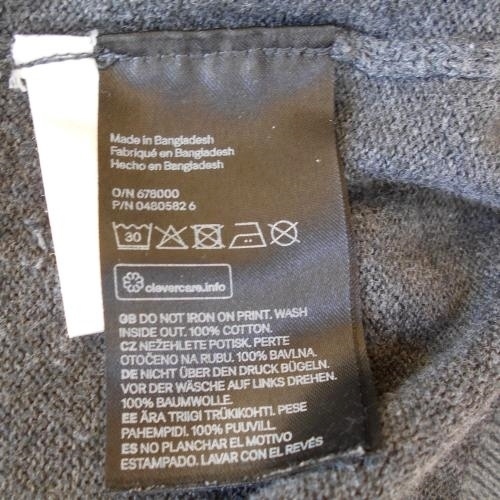 Made in Bangladesh
Fabriqué en Bangladesh
Hecho en Bangladesh
O/N 678000
P/N 0480582 6
30
clevercare.info
GB DO NOT IRON ON PRINT. WASH
INSIDE OUT. 100% COTTON.
CZ NEŽEHLETE POTISK. PERTE
OTOČENO NA RUBU. 100% BAVLNA.
DE NICHT ÜBER DEN DRUCK BÜGELN.
VOR DER WÄSCHE AUF LINKS DREHEN.
100% BAUMWOLLE.
EE ÄRA TRIIGI TRÜKIKOHTI. PESE
PAHEMPIDI. 100% PUUVILL.
ES NO PLANCHAR EL MOTIVO
ESTAMPADO. LAVAR CON EL REVÉS